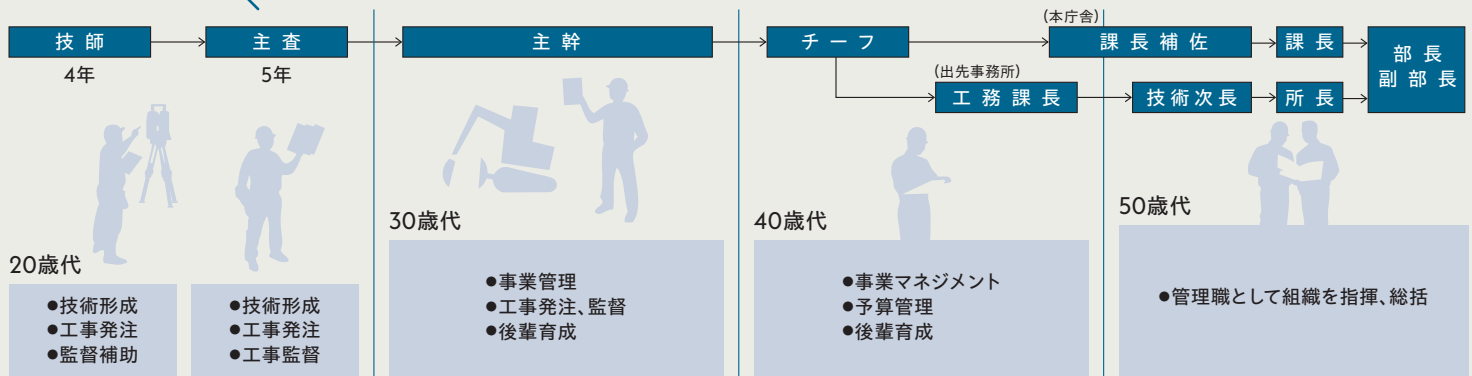 技師
4年
主査
5年
主幹
チーフ
(本庁舎)
課長補佐
課長
部長
副部長
(出先事務所)
工務課長
技術次長
所長
20歳代
●技術形成
●工事発注
●監督補助
●技術形成
●工事発注
●工事監督
30歳代
●事業管理
●工事発注、監督
●後輩育成
40歳代
●事業マネジメント
●予算管理
●後輩育成
50歳代
●管理職として組織を指揮、総括